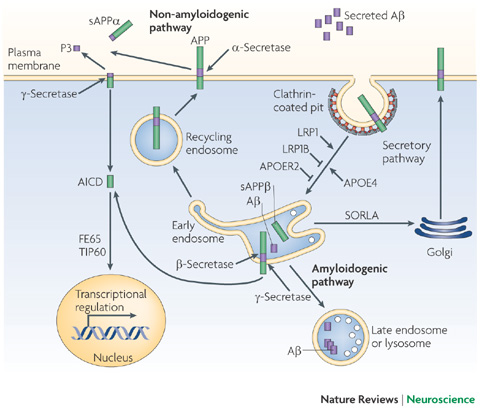 sAPPα
Non-amyloidogenic
pathway
Secreted Aβ
P3
APP
α-Secretase
Plasma
membrane
γ-Secretase
Clathrin-
coated pit
Recycling
endosome
LRP1
LRP1B
APOER2
Secretory
pathway
APOE4
AICD
sAPPβ
Aβ
SORLA
Early
endosome
Golgi
FE65
TIP60
β-Secretase
Amyloidogenic
pathway
γ-Secretase
Transcriptional
regulation
Nucleus
Late endosome
or lysosome
Aβ
Nature Reviews | Neuroscience